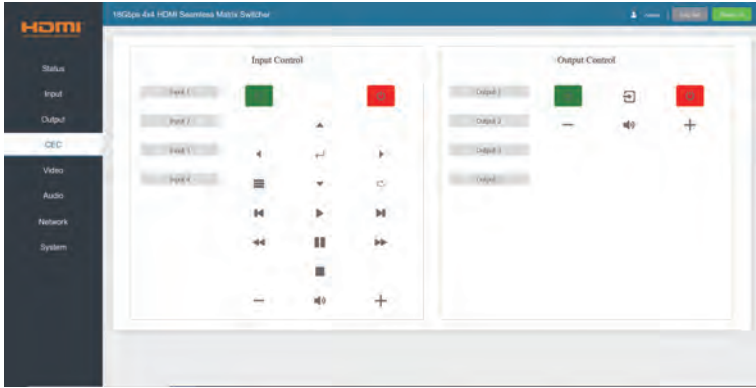 HDMI
18Gbps 4x4 HDMI Seamless Matrix Switcher
Status
Input
Output
CEC
Video
Audio
Network
System
Input Control
Input 1
Input 2
Input 3
Input 4
Output Control
Output 1
Output 2
Output 3
Output